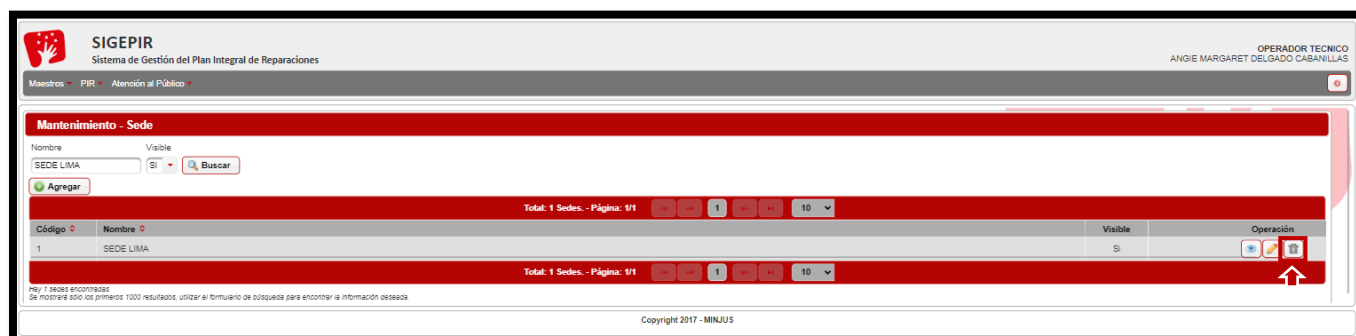 SIGEPIR
Sistema de Gestión del Plan Integral de Reparaciones
OPERADOR TECNICO
ANGIE MARGARET DELGADO CABANILLAS
Maestros PIR Atención al Público
Mantenimiento - Sede
Nombre Visible
SEDE LIMA Si Buscar
Agregar
Total: 1 Sedes. - Página: 1/1 1 10
Código Nombre Visible Operación
1 SEDE LIMA Si
Total: 1 Sedes. - Página: 1/1 1 10
Hay 1 sedes encontradas
Se mostrará sólo los primeros 1000 resultados, utilizar el formulario de búsqueda para encontrar la información deseada.
Copyright 2017 - MINJUS